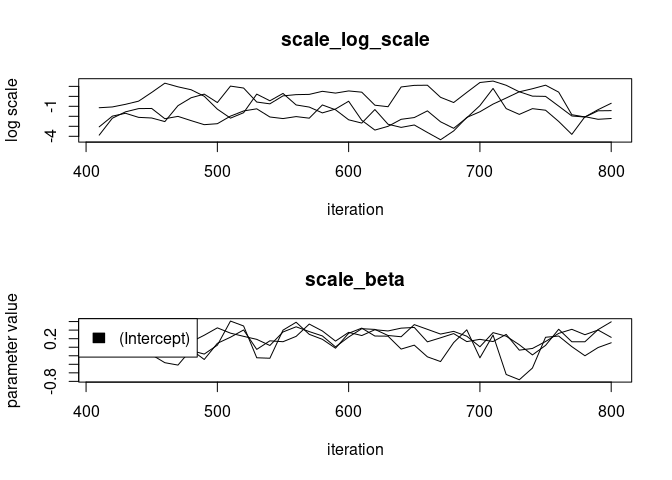 scale_log_scale
log scale
-1
-4
400 500 600 700 800
iteration
scale_beta
parameter value
0.2
-0.8
(Intercept)
400 500 600 700 800
iteration